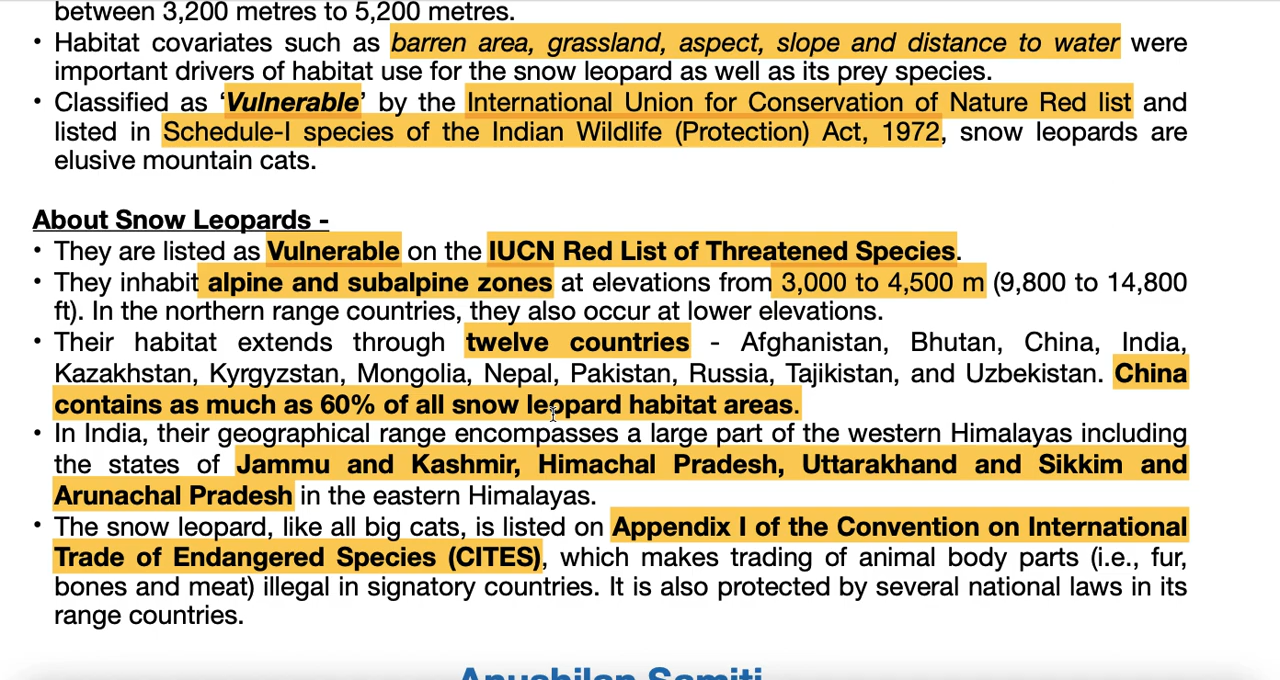 between 3,200 metres to 5,200 metres.
• Habitat covariates such as barren area, grassland, aspect, slope and distance to water were
important drivers of habitat use for the snow leopard as well as its prey species.
• Classified as ‘Vulnerable’ by the International Union for Conservation of Nature Red list and
listed in Schedule-I species of the Indian Wildlife (Protection) Act, 1972, snow leopards are
elusive mountain cats.
About Snow Leopards -
• They are listed as Vulnerable on the IUCN Red List of Threatened Species.
• They inhabit alpine and subalpine zones at elevations from 3,000 to 4,500 m (9,800 to 14,800
ft). In the northern range countries, they also occur at lower elevations.
• Their habitat extends through twelve countries - Afghanistan, Bhutan, China, India,
Kazakhstan, Kyrgyzstan, Mongolia, Nepal, Pakistan, Russia, Tajikistan, and Uzbekistan. China
contains as much as 60% of all snow leopard habitat areas.
• In India, their geographical range encompasses a large part of the western Himalayas including
the states of Jammu and Kashmir, Himachal Pradesh, Uttarakhand and Sikkim and
Arunachal Pradesh in the eastern Himalayas.
• The snow leopard, like all big cats, is listed on Appendix I of the Convention on International
Trade of Endangered Species (CITES), which makes trading of animal body parts (i.e., fur,
bones and meat) illegal in signatory countries. It is also protected by several national laws in its
range countries.
Anushilan Samiti